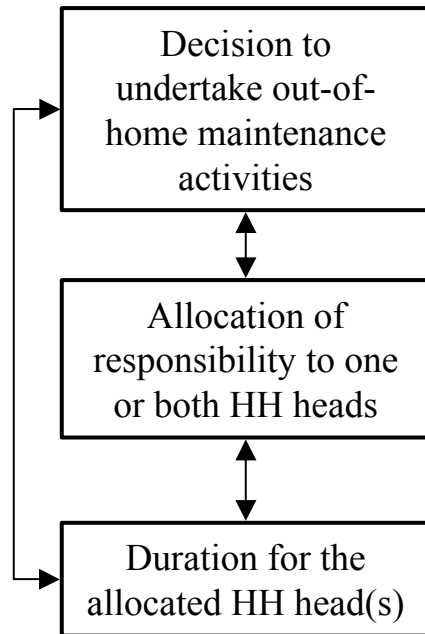 Decision to
undertake out-of-
home maintenance
activities
Allocation of
responsibility to one
or both HH heads
Duration for the
allocated HH head(s)